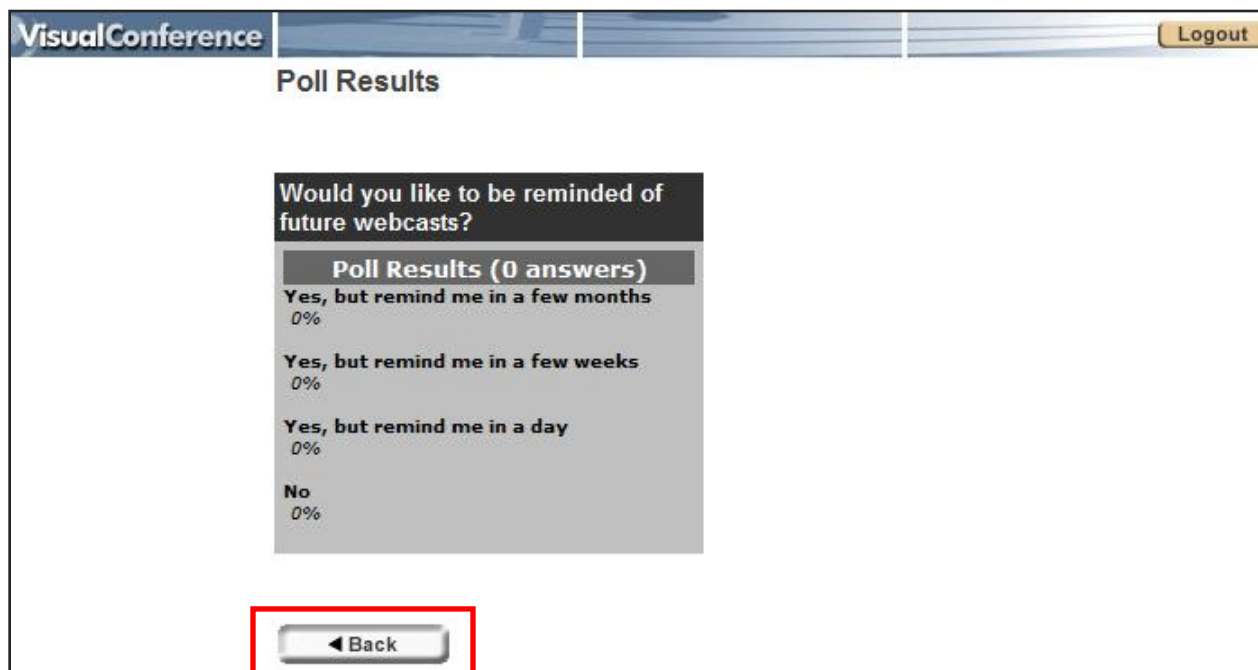 VisualConference
Logout
Poll Results
Would you like to be reminded of
future webcasts?
Poll Results (0 answers)
Yes, but remind me in a few months
0%
Yes, but remind me in a few weeks
0%
Yes, but remind me in a day
0%
No
0%
Back